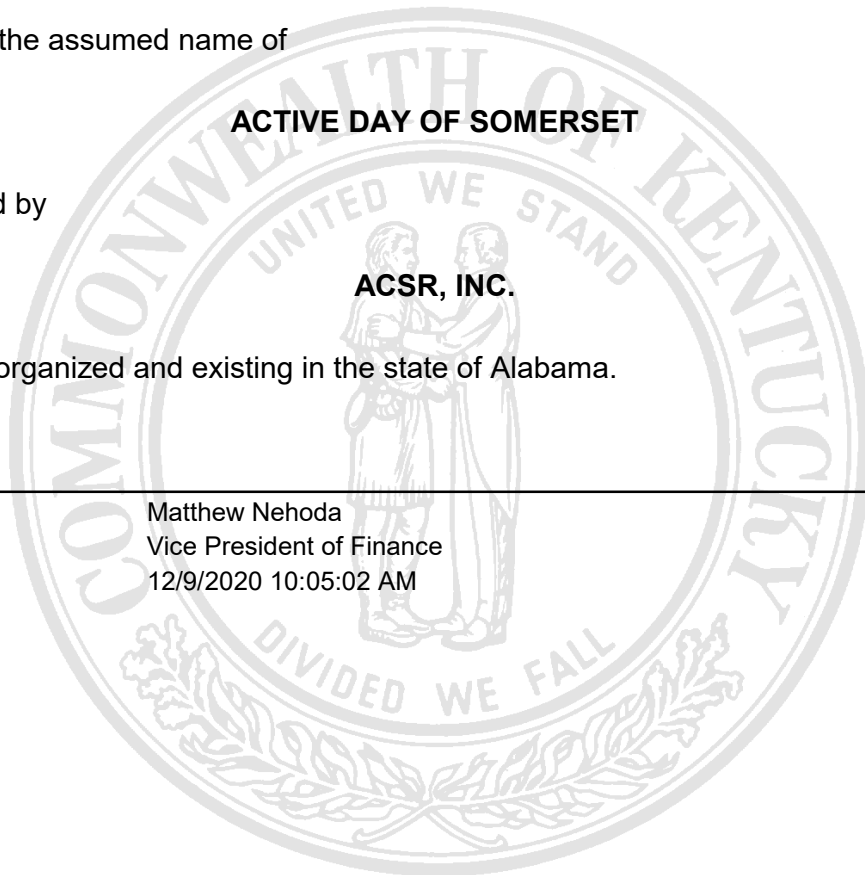 the assumed name of
ACTIVE DAY OF SOMERSET
d by
ACSR, INC.
organized and existing in the state of Alabama.
Matthew Nehoda
Vice President of Finance
12/9/2020 10:05:02 AM
COMMONWEALTH OF KENTUCKY
UNITED WE STAND
DIVIDED WE FALL